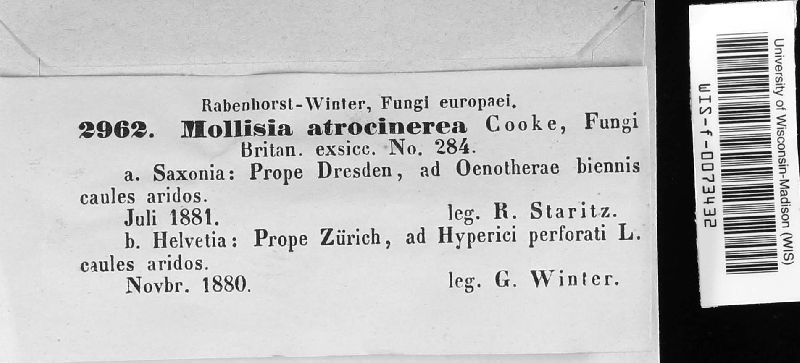 Rabenhorst-Winter, Fungi europaei.
2962. Mollisia atrocinerea Cooke, Fungi
Britan. exsicc. No. 284.
a. Saxonia: Prope Dresden, ad Oenotherae biennis
caules aridos.
Juli 1881. leg. R. Staritz.
b. Helvetia: Prope Zürich, ad Hyperici perforati L.
caules aridos.
Novbr. 1880. leg. G. Winter.
University of Wisconsin-Madison (WIS)
WIS-f-0073432